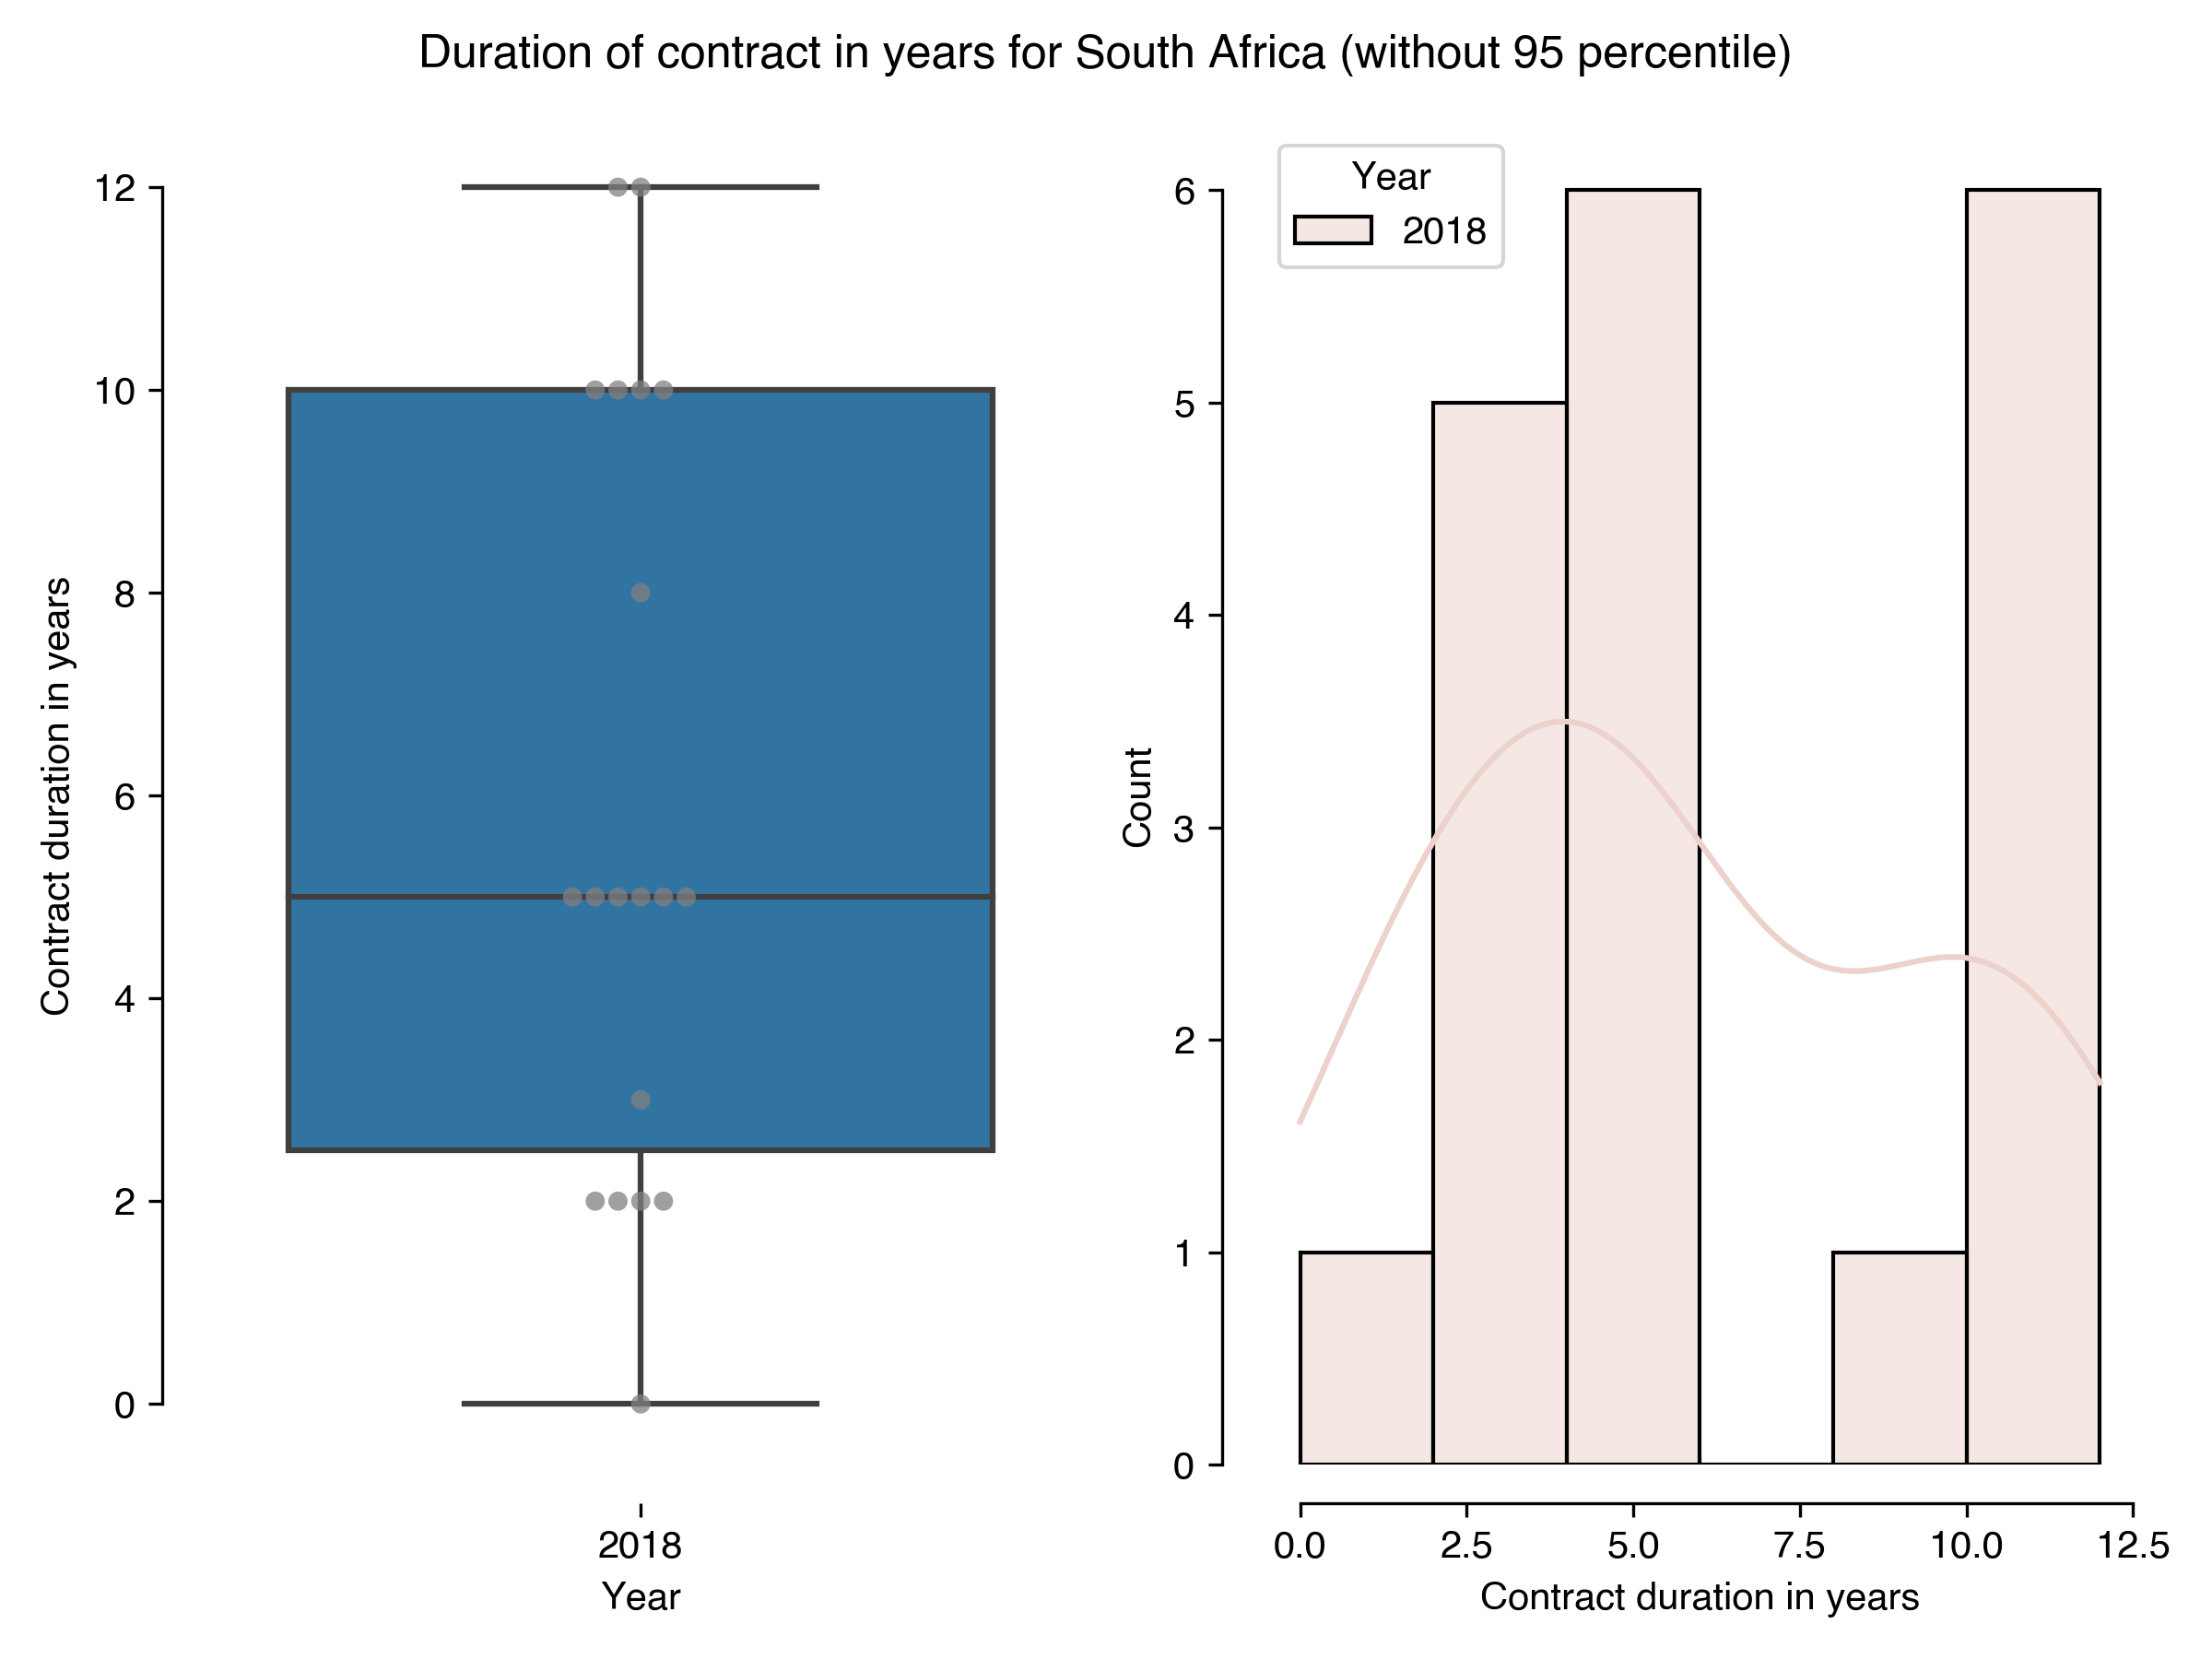 Duration of contract in years for South Africa (without 95 percentile)
Contract duration in years
12
10
8
6
4
2
0
2018
Year
Year
2018
Count
6
5
4
3
2
1
0
0.0 2.5 5.0 7.5 10.0 12.5
Contract duration in years